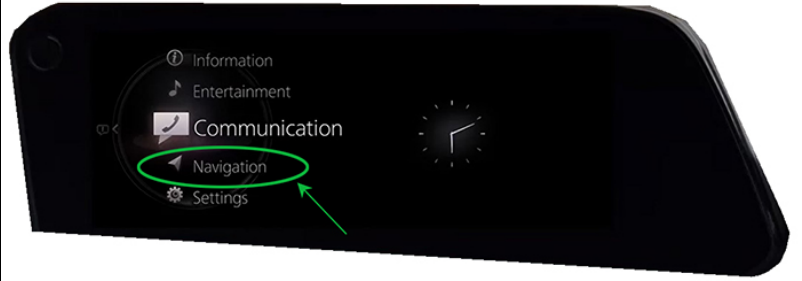 Information
Entertainment
Communication
Navigation
Settings